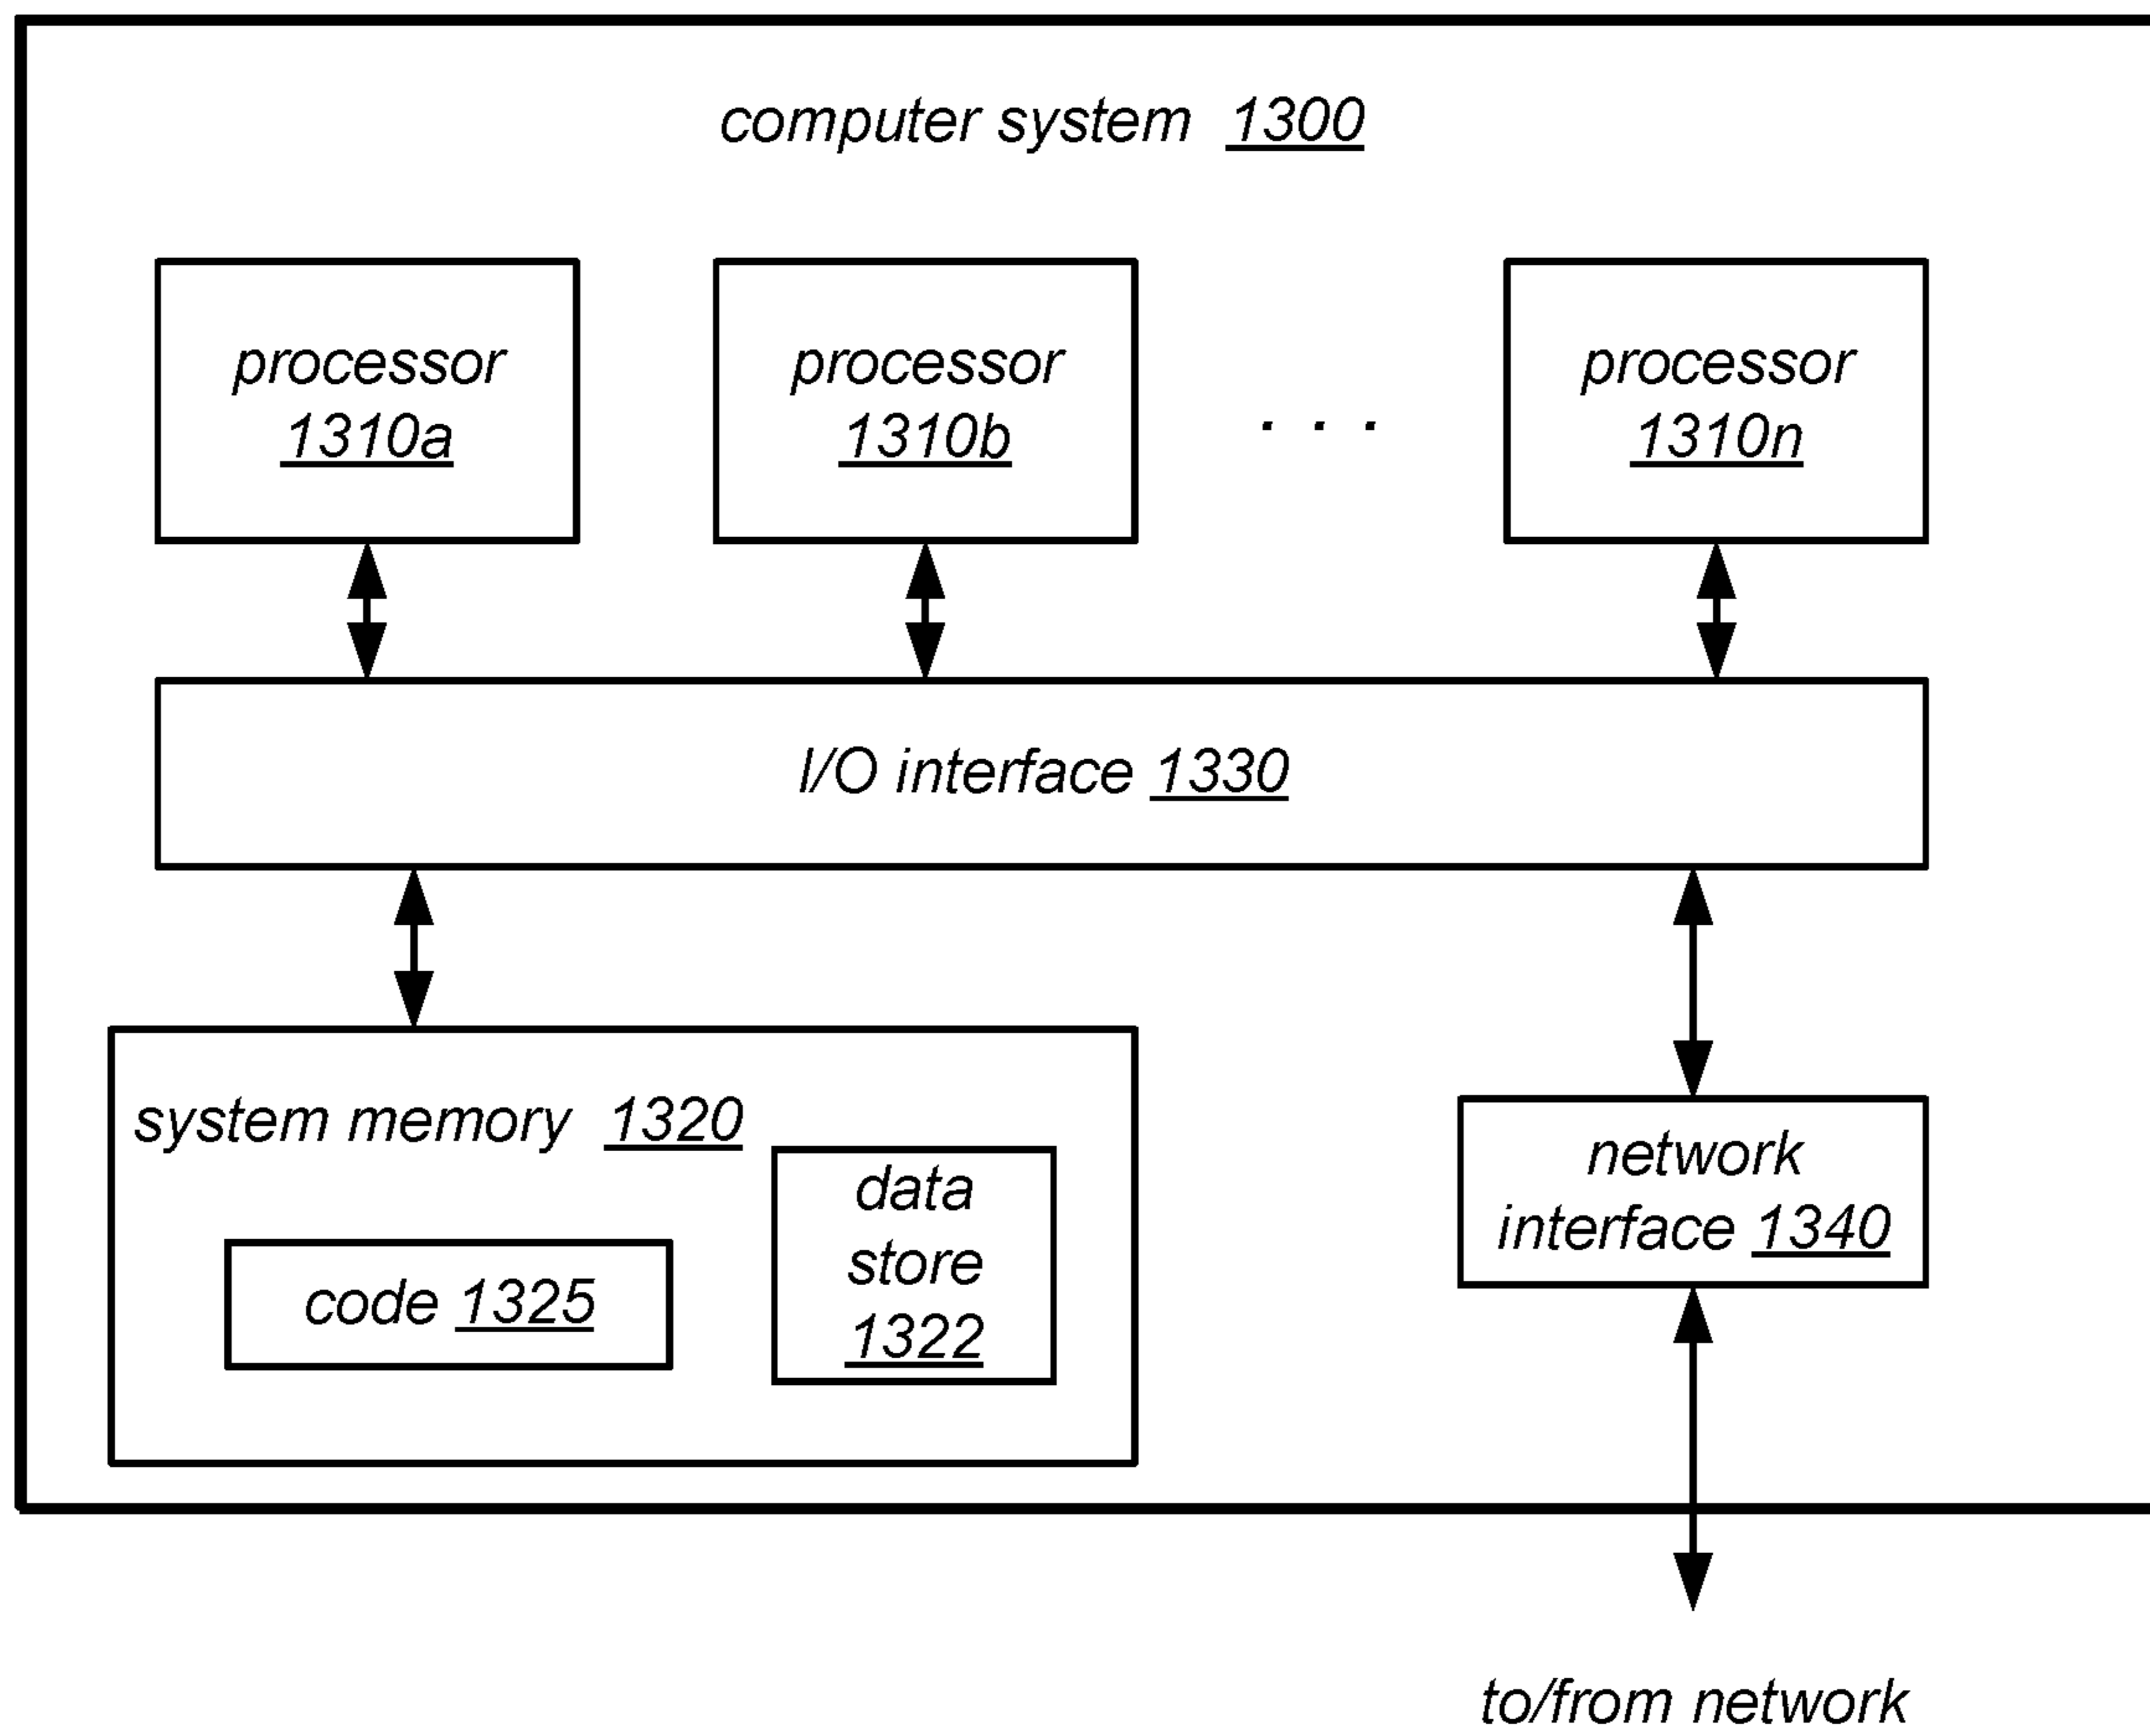 computer system 1300
processor
1310a
processor
1310b
. . .
processor
1310n
I/O interface 1330
system memory 1320
code 1325
data
store
1322
network
interface 1340
to/from network